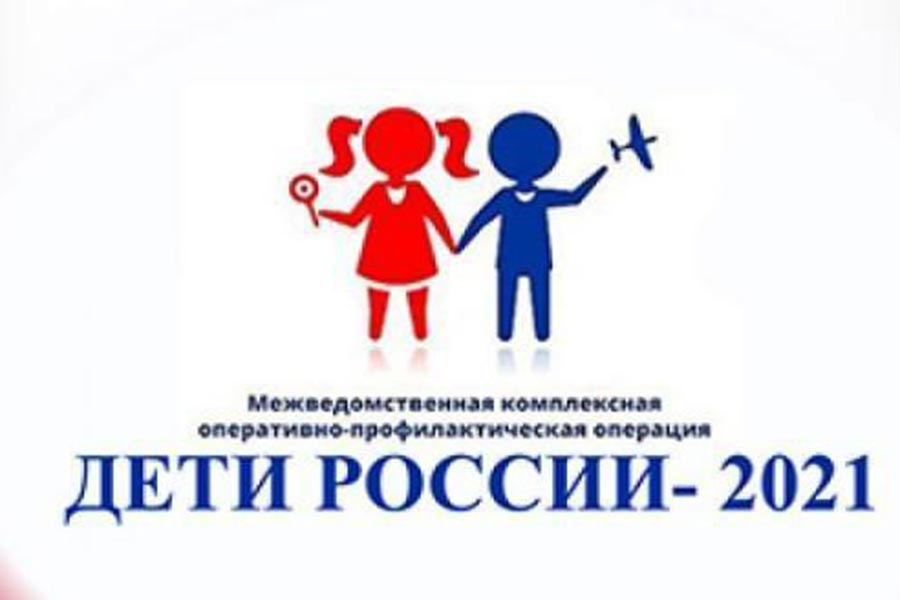 Межведомственная комплексная
оперативно-профилактическая операция
ДЕТИ РОССИИ- 2021